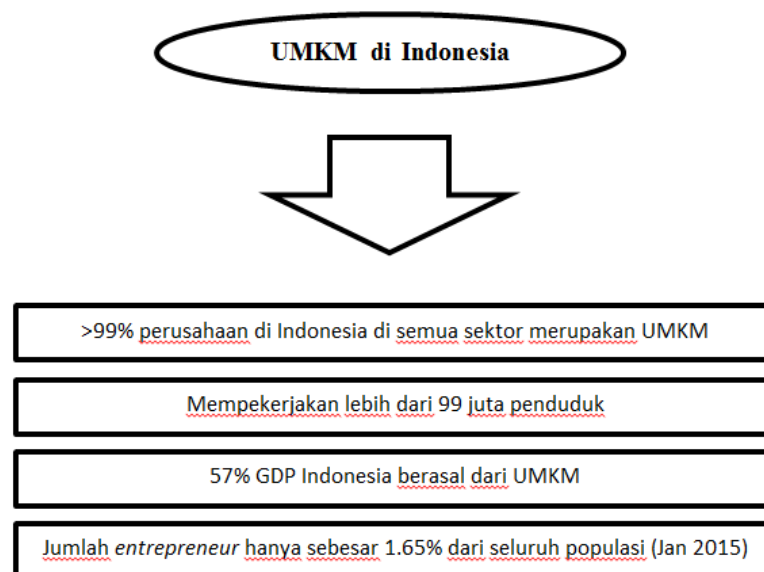 UMKM di Indonesia
>99% perusahaan di Indonesia di semua sektor merupakan UMKM
Mempekerjakan lebih dari 99 juta penduduk
57% GDP Indonesia berasal dari UMKM
Jumlah entrepreneur hanya sebesar 1.65% dari seluruh populasi (Jan 2015)